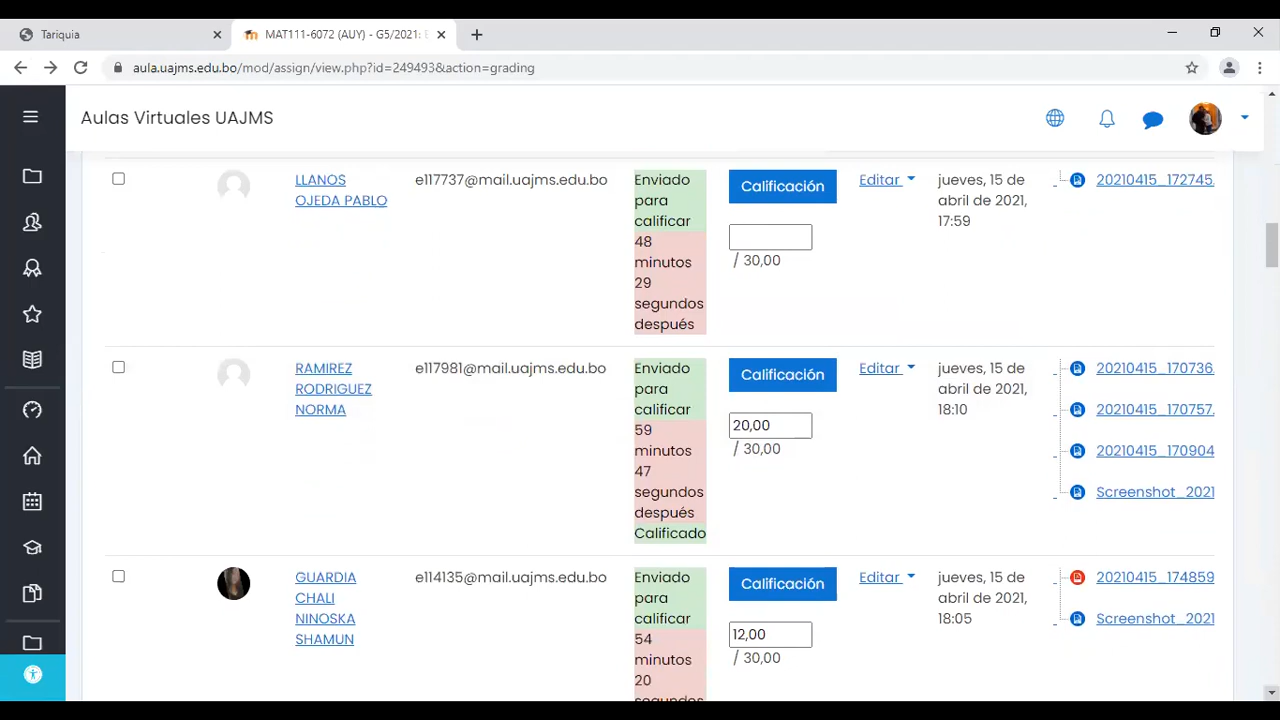 Tariquia
MAT111-6072 (AUY) - G5/2021:
aula.uajms.edu.bo/mod/assign/view.php?id=249493&action=grading
Aulas Virtuales UAJMS
LLANOS
OJEDA PABLO
e117737@mail.uajms.edu.bo
Enviado
para
calificar
48
minutos
29
segundos
después
Calificación
/ 30,00
Editar
jueves, 15 de
abril de 2021,
17:59
20210415_172745.
RAMIREZ
RODRIGUEZ
NORMA
e117981@mail.uajms.edu.bo
Enviado
para
calificar
59
minutos
47
segundos
después
Calificado
Calificación
20,00
/ 30,00
Editar
jueves, 15 de
abril de 2021,
18:10
20210415_170736.
20210415_170757.
20210415_170904
Screenshot_2021
GUARDIA
CHALI
NINOSKA
SHAMUN
e114135@mail.uajms.edu.bo
Enviado
para
calificar
54
minutos
20
segundos
Calificación
12,00
/ 30,00
Editar
jueves, 15 de
abril de 2021,
18:05
20210415_174859
Screenshot_2021